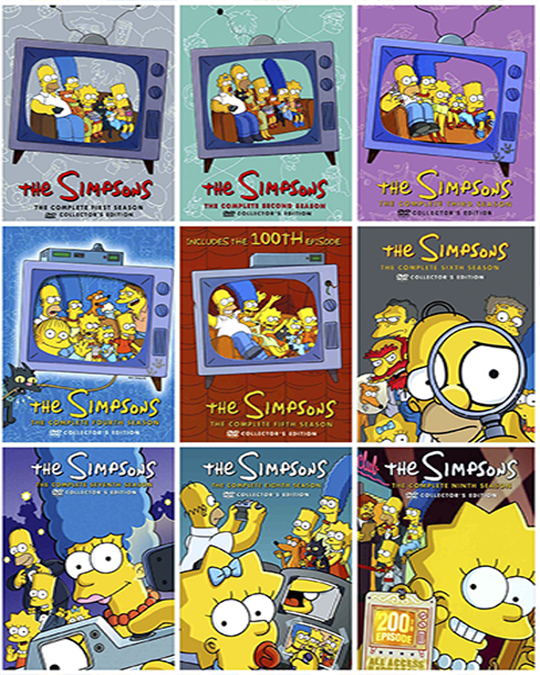 THE SIMPSONS
THE COMPLETE FIRST SEASON
DVD COLLECTOR'S EDITION
THE SIMPSONS
THE COMPLETE SECOND SEASON
DVD COLLECTOR'S EDITION
THE SIMPSONS
THE COMPLETE THIRD SEASON
DVD COLLECTOR'S EDITION
THE SIMPSONS
THE COMPLETE FOURTH SEASON
DVD COLLECTOR'S EDITION
INCLUDES THE 100TH EPISODE
THE SIMPSONS
THE COMPLETE FIFTH SEASON
DVD COLLECTOR'S EDITION
THE SIMPSONS
THE COMPLETE SIXTH SEASON
DVD COLLECTOR'S EDITION
THE SIMPSONS
THE COMPLETE SEVENTH SEASON
DVD COLLECTOR'S EDITION
THE SIMPSONS
THE COMPLETE EIGHTH SEASON
DVD COLLECTOR'S EDITION
Club
THE SIMPSONS
THE COMPLETE NINTH SEASON
DVD COLLECTOR'S EDITION
200TH
EPISODE
ALL ACCESS